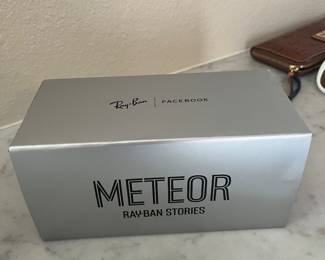 Ray-Ban | FACEBOOK
METEOR
RAY-BAN STORIES